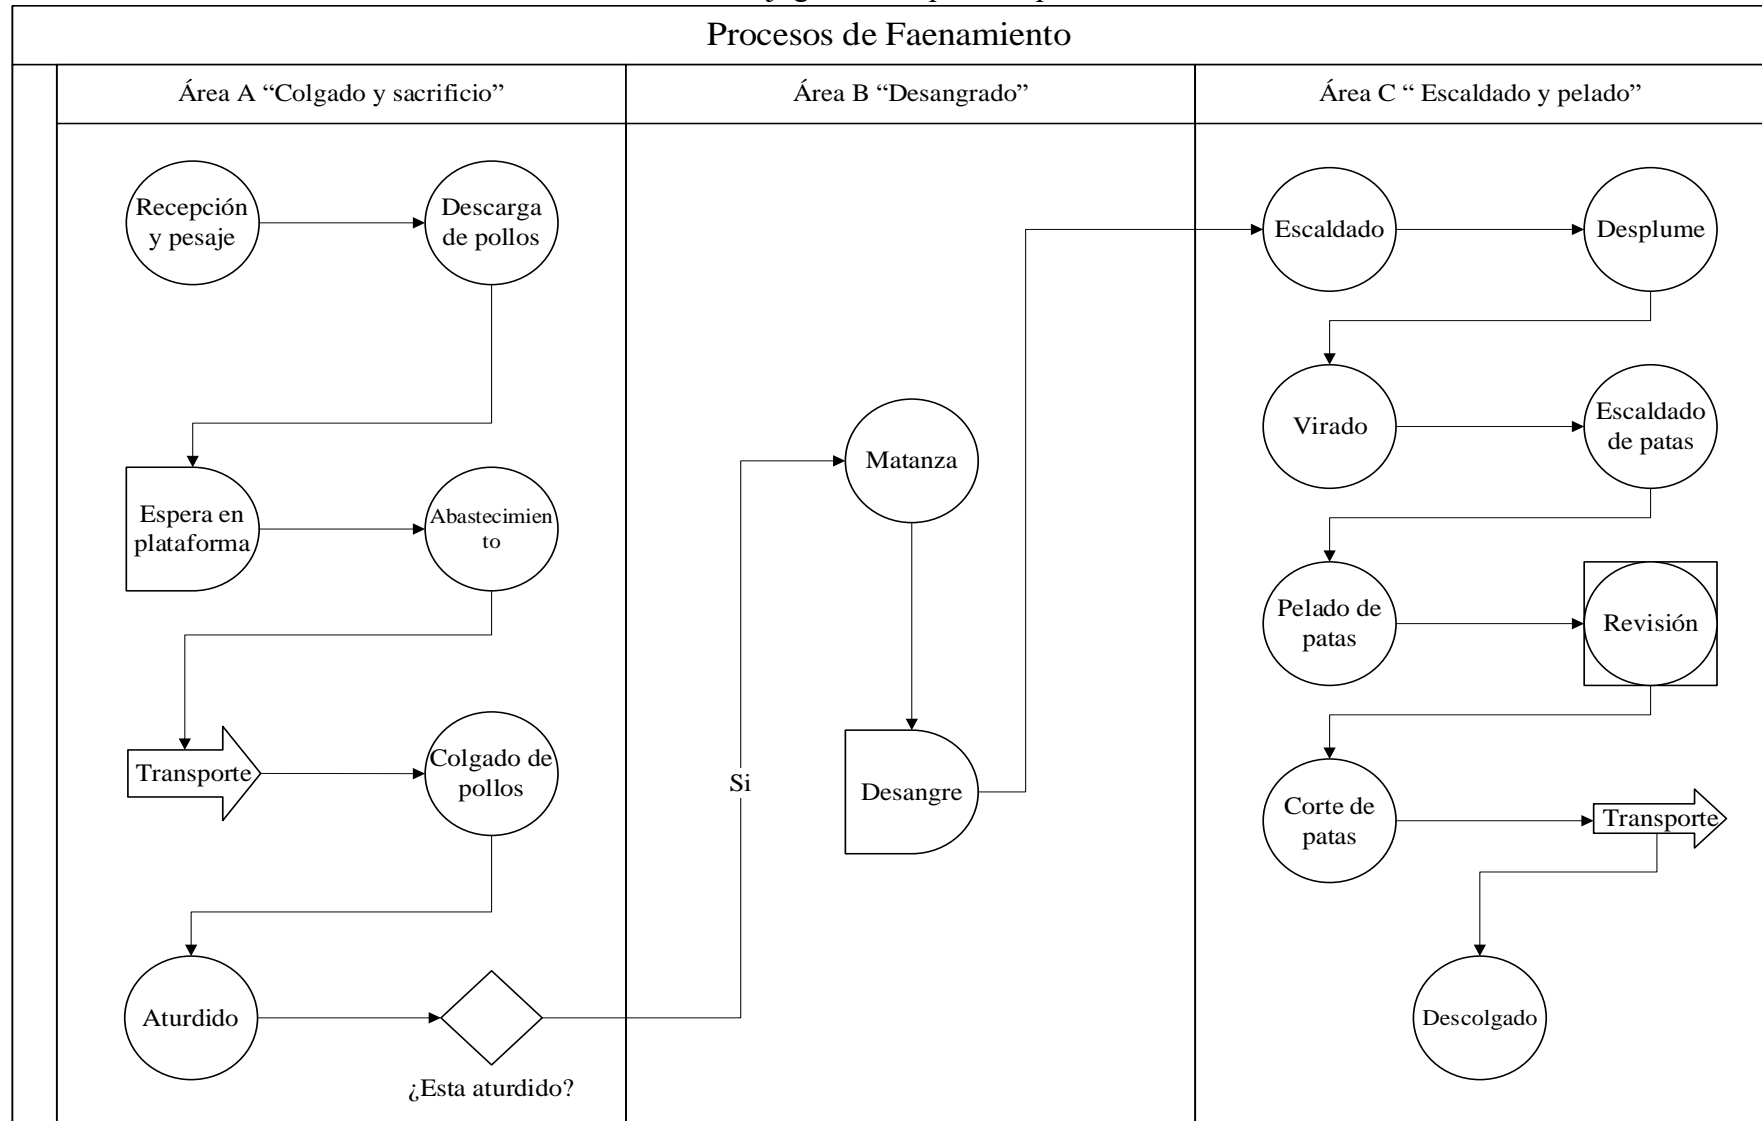 Procesos de Faenamiento
Área A “Colgado y sacrificio”
Área B “Desangrado”
Área C “ Escaldado y pelado”
Recepción
y pesaje
Descarga
de pollos
Espera en
plataforma
Abastecimien
to
Transporte
Colgado de
pollos
Aturdido
¿Esta aturdido?
Si
Matanza
Desangre
Escaldado
Desplume
Virado
Escaldado
de patas
Pelado de
patas
Revisión
Corte de
patas
Transporte
Descolgado